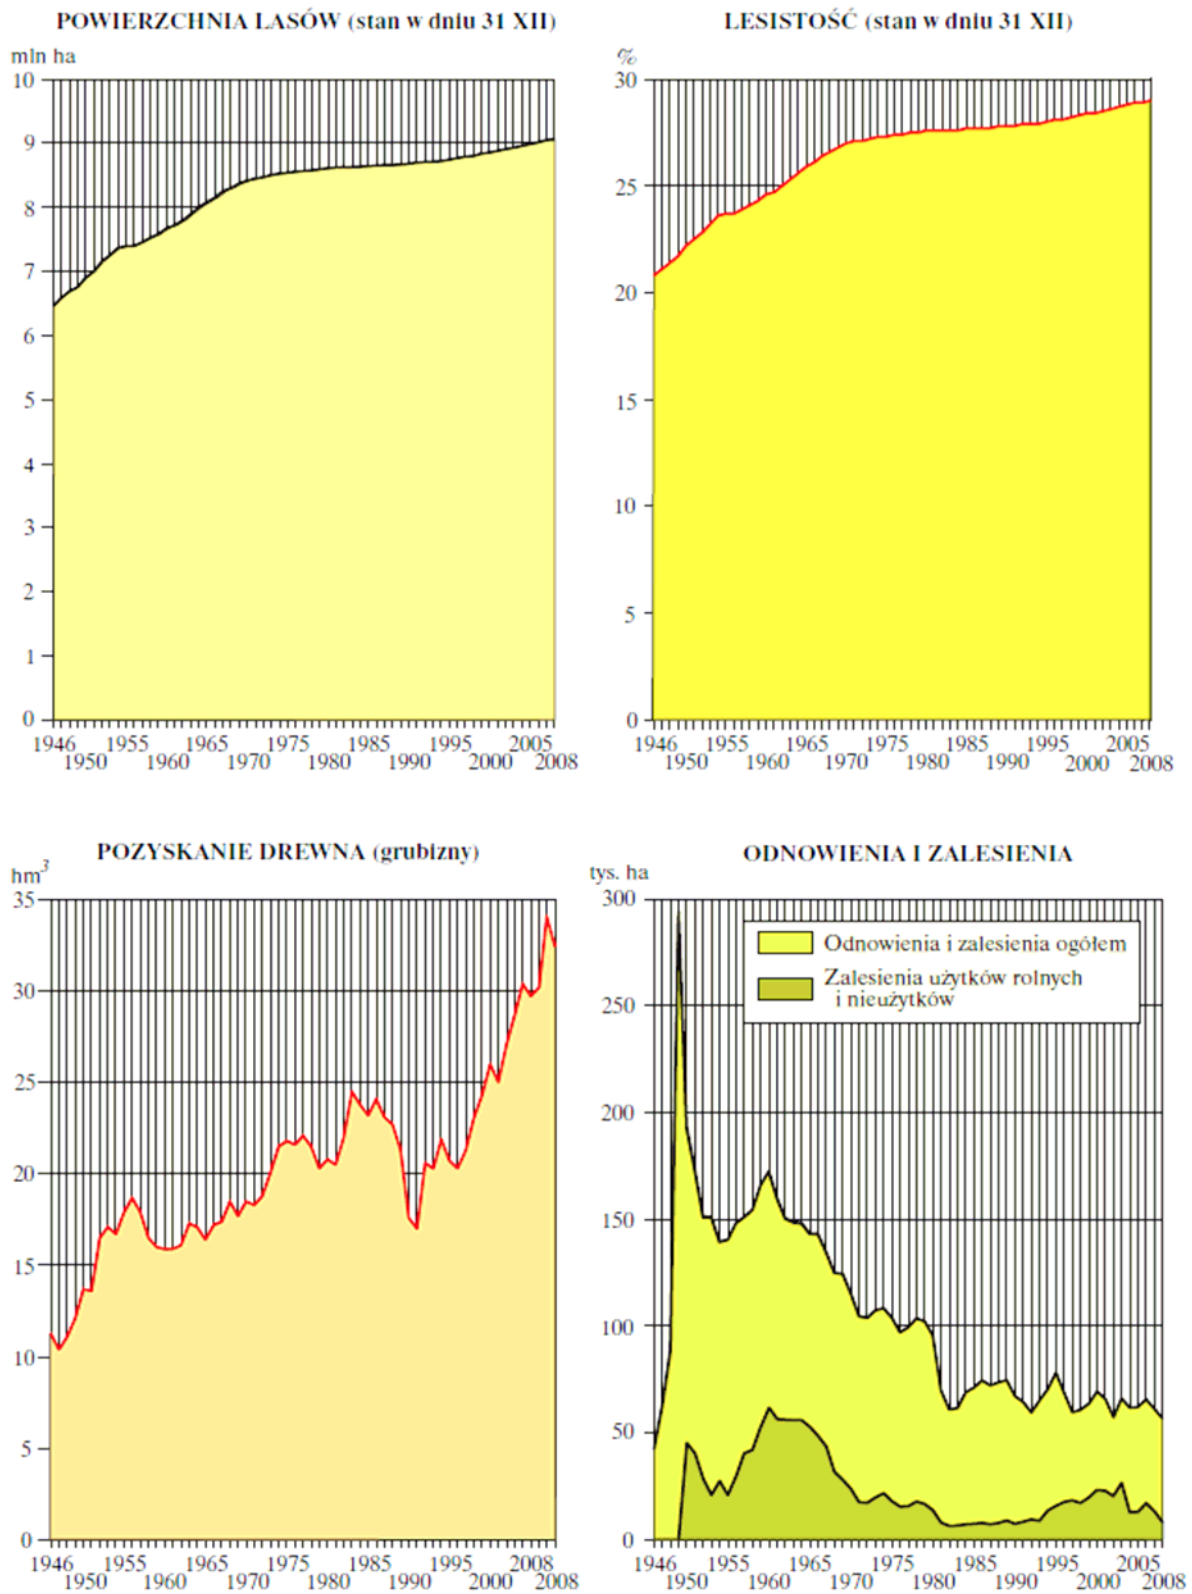 POWIERZCHNIA LASÓW (stan w dniu 31 XII)
mln ha
10
9
8
7
6
5
4
3
2
1
0
1946 1955 1965 1975 1985 1995 2005
1950 1960 1970 1980 1990 2000 2008
LESISTOŚĆ (stan w dniu 31 XII)
%
30
25
20
15
10
5
0
1946 1955 1965 1975 1985 1995 2005
1950 1960 1970 1980 1990 2000 2008
POZYSKANIE DREWNA (grubizny)
hm³
35
30
25
20
15
10
5
0
1946 1955 1965 1975 1985 1995 2008
1950 1960 1970 1980 1990 2000 2008
ODNOWIENIA I ZALESIENIA
tys. ha
300
250
200
150
100
50
0
Odnowienia i zalesienia ogółem
Zalesienia użytków rolnych
i nieużytków
1946 1955 1965 1975 1985 1995 2005
1950 1960 1970 1980 1990 2000 2008